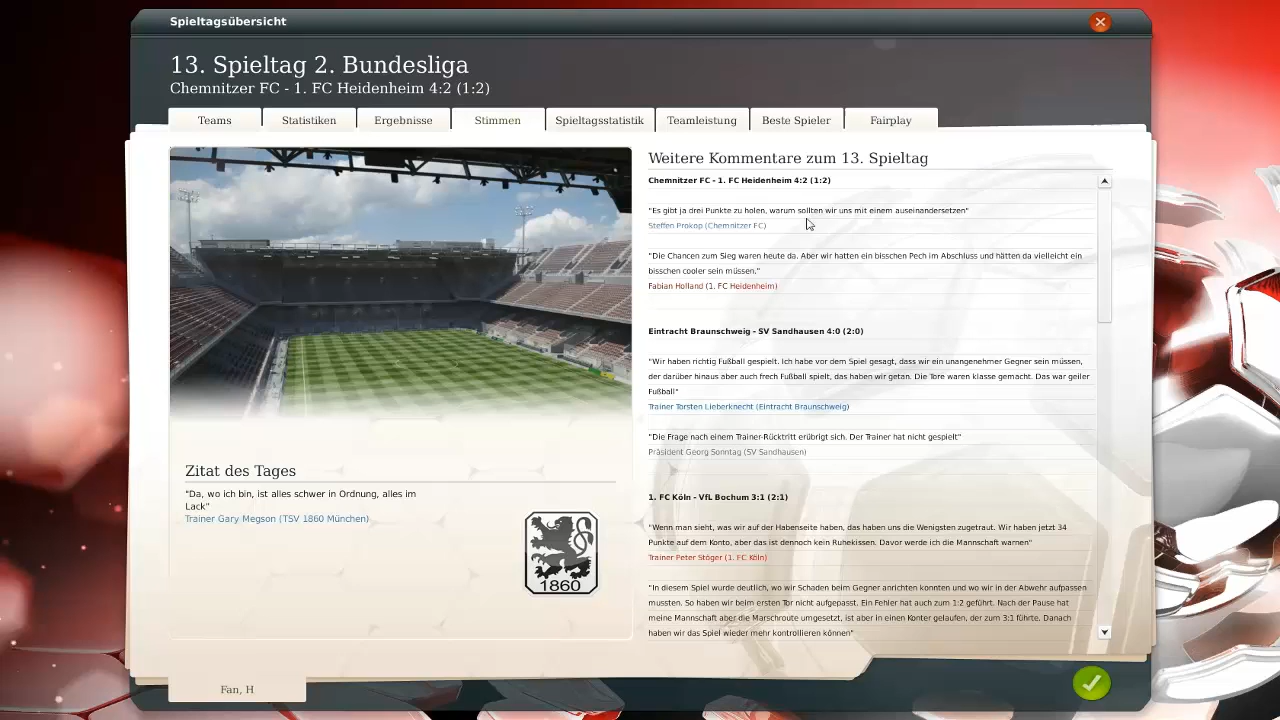 Spieltagsübersicht
13. Spieltag 2. Bundesliga
Chemnitzer FC - 1. FC Heidenheim 4:2 (1:2)
Teams
Statistiken
Ergebnisse
Stimmen
Spieltagsstatistik
Teamleistung
Beste Spieler
Fairplay
Zitat des Tages
"Da, wo ich bin, ist alles schwer in Ordnung, alles im
Lack"
Trainer Gary Megson (TSV 1860 München)
1860
Weitere Kommentare zum 13. Spieltag
Chemnitzer FC - 1. FC Heidenheim 4:2 (1:2)
"Es gibt ja drei Punkte zu holen, warum sollten wir uns mit einem auseinandersetzen"
Steffen Prokop (Chemnitzer FC)
"Die Chancen zum Sieg waren heute da. Aber wir hatten ein bisschen Pech im Abschluss und hätten da vielleicht ein
bisschen cooler sein müssen."
Fabian Holland (1. FC Heidenheim)
Eintracht Braunschweig - SV Sandhausen 4:0 (2:0)
"Wir haben richtig Fußball gespielt. Ich habe vor dem Spiel gesagt, dass wir ein unangenehmer Gegner sein müssen,
der darüber hinaus aber auch frech Fußball spielt, das haben wir getan. Die Tore waren klasse gemacht. Das war geiler
Fußball"
Trainer Torsten Lieberknecht (Eintracht Braunschweig)
"Die Frage nach einem Trainer-Rücktritt erübrigt sich. Der Trainer hat nicht gespielt"
Präsident Georg Sonntag (SV Sandhausen)
1. FC Köln - VfL Bochum 3:1 (2:1)
"Wenn man sieht, was wir auf der Habenseite haben, das haben uns die Wenigsten zugetraut. Wir haben jetzt 34
Punkte auf dem Konto, aber das ist dennoch kein Ruhekissen. Davor werde ich die Mannschaft warnen"
Trainer Peter Stöger (1. FC Köln)
"In diesem Spiel wurde deutlich, wo wir Schaden beim Gegner anrichten konnten und wo wir in der Abwehr aufpassen
mussten. So haben wir beim ersten Tor nicht aufgepasst. Ein Fehler hat auch zum 1:2 geführt. Nach der Pause hat
meine Mannschaft aber die Marschroute umgesetzt, ist aber in einen Konter gelaufen, der zum 3:1 führte. Danach
haben wir das Spiel wieder mehr kontrollieren können"
Fan, H